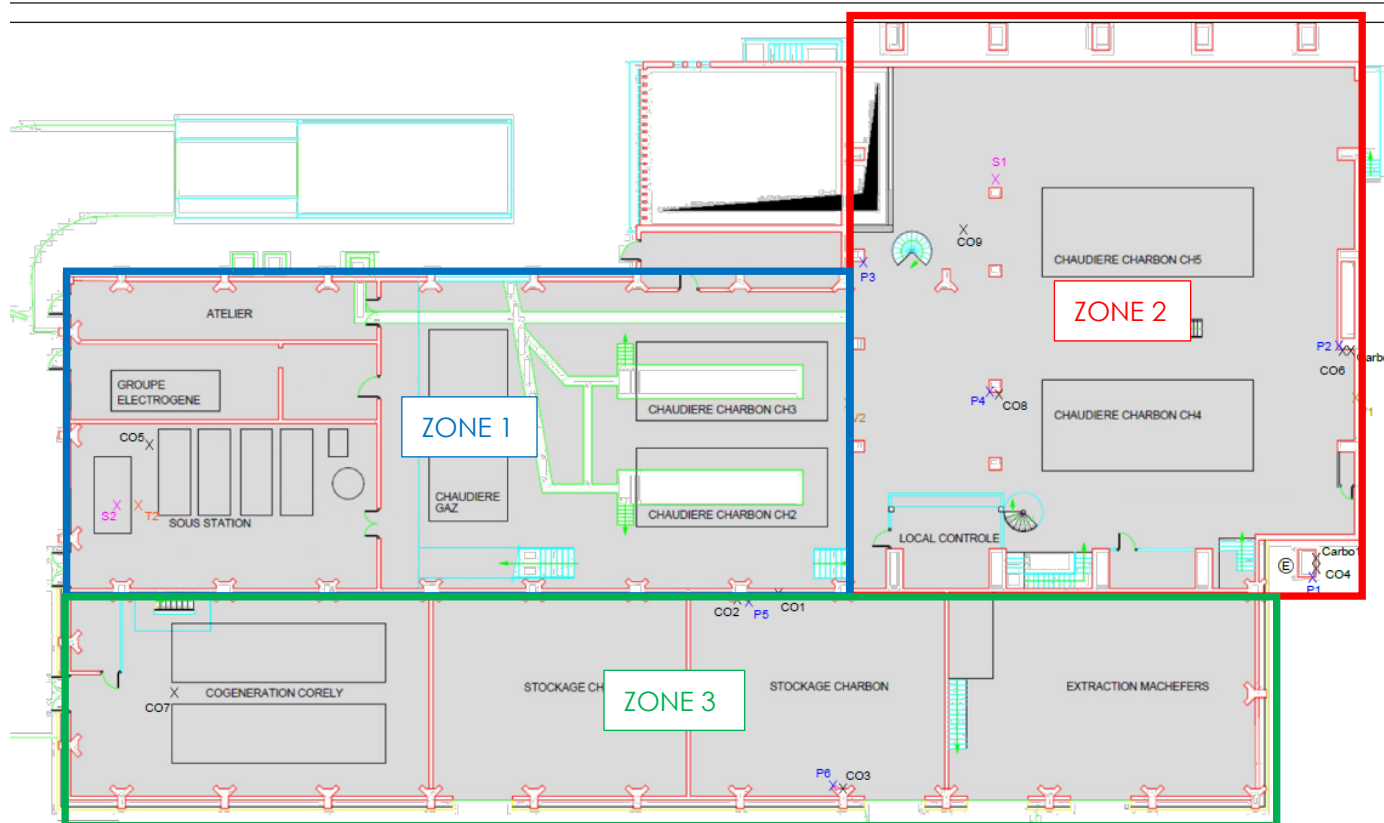 S1
CO9
P3
CHAUDIERE CHARBON CH5
ZONE 2
ATELIER
P2
CO6
GROUPE
ELECTROGENE
P4
CO8
CHAUDIERE CHARBON CH3
CHAUDIERE CHARBON CH4
ZONE 1
CO5
CHAUDIERE
GAZ
S2
T2
SOUS STATION
CHAUDIERE CHARBON CH2
LOCAL CONTROLE
E
CO4
P1
CO2
P5
CO1
COGENERATION CORELY
CO7
STOCKAGE CH
ZONE 3
STOCKAGE CHARBON
EXTRACTION MACHEFERS
P6
CO3